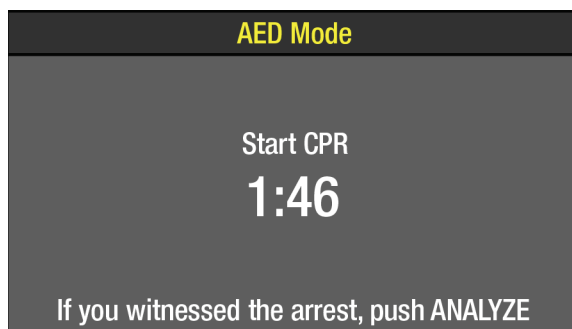 AED Mode
Start CPR
1:46
If you witnessed the arrest, push ANALYZE